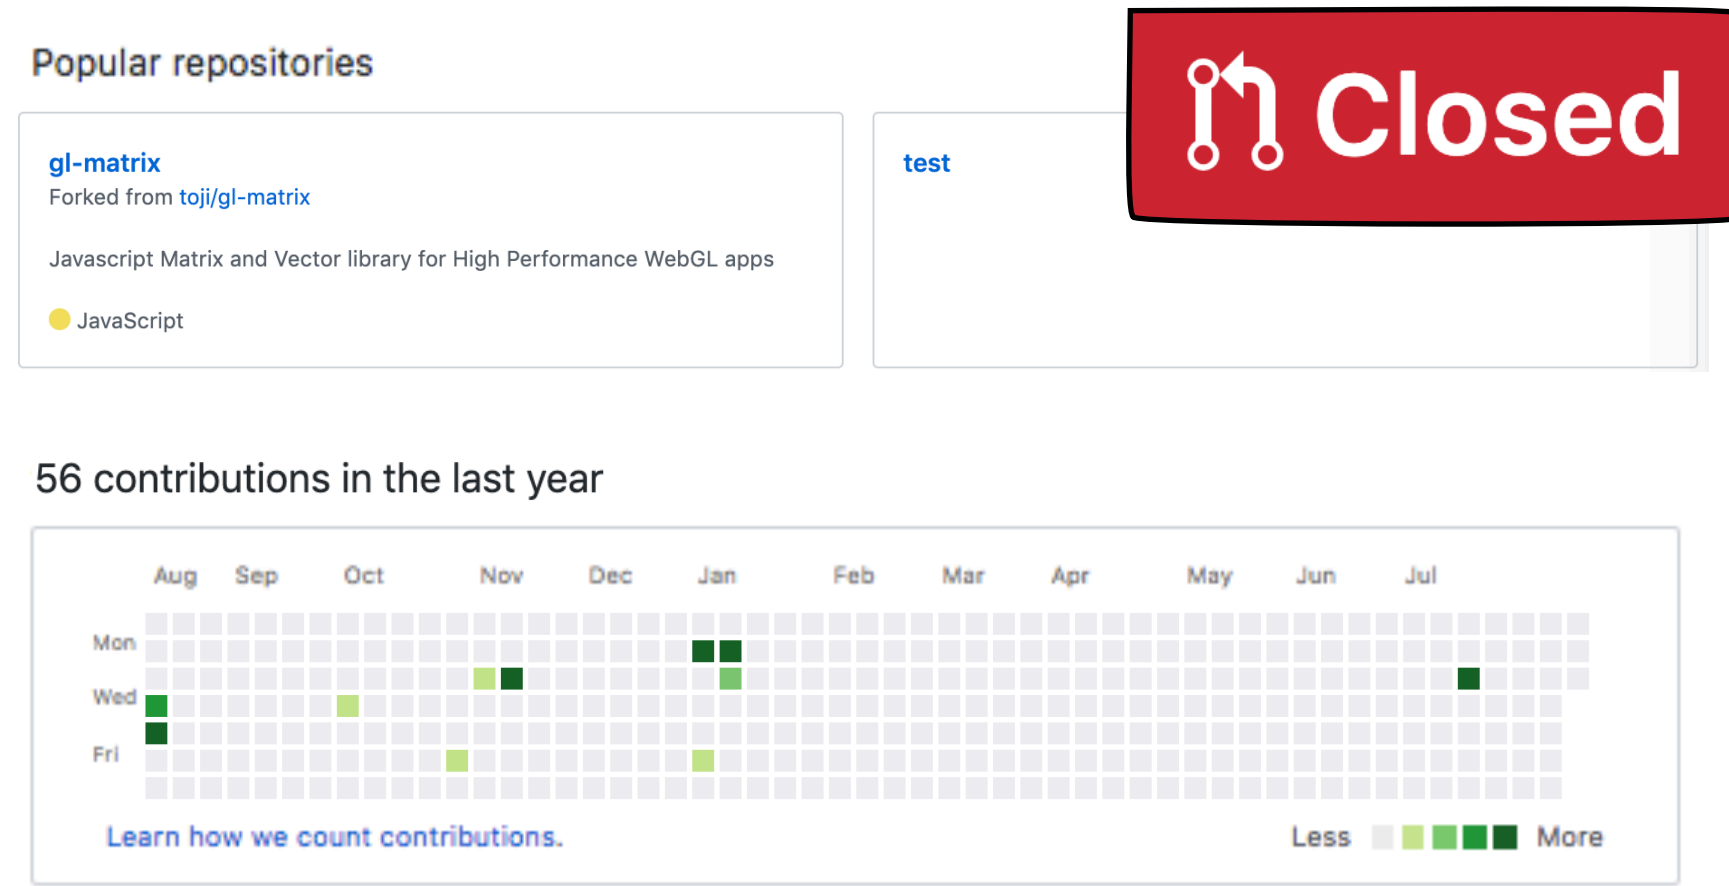 Popular repositories
Closed
gl-matrix
Forked from toji/gl-matrix
Javascript Matrix and Vector library for High Performance WebGL apps
JavaScript
test
56 contributions in the last year
Aug Sep Oct Nov Dec Jan Feb Mar Apr May Jun Jul
Mon
Wed
Fri
Learn how we count contributions.
Less More